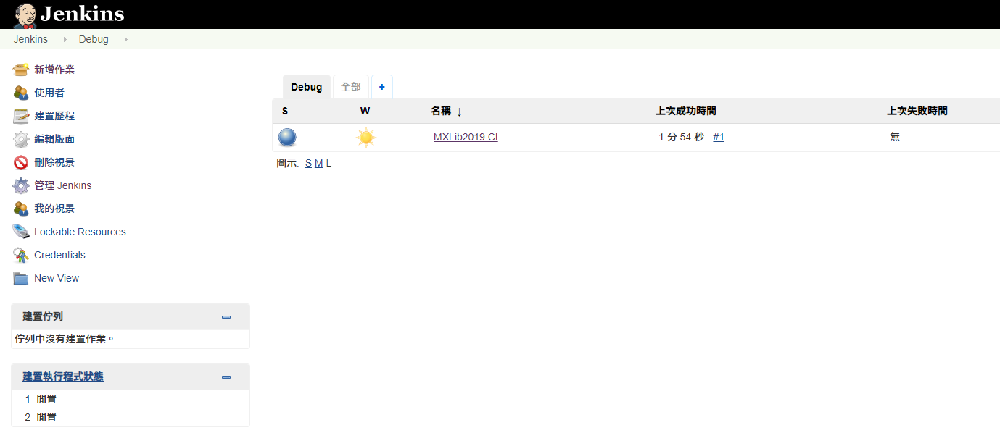 Jenkins
Jenkins Debug
新增作業
使用者
建置歷程
編輯版面
刪除視景
管理 Jenkins
我的視景
Lockable Resources
Credentials
New View
建置佇列
佇列中沒有建置作業。
建置執行程式狀態
1 閒置
2 閒置
Debug 全部 +
S W 名稱 ↓ 上次成功時間 上次失敗時間
MXLib2019 CI 1 分 54 秒 - #1 無
圖示: S M L